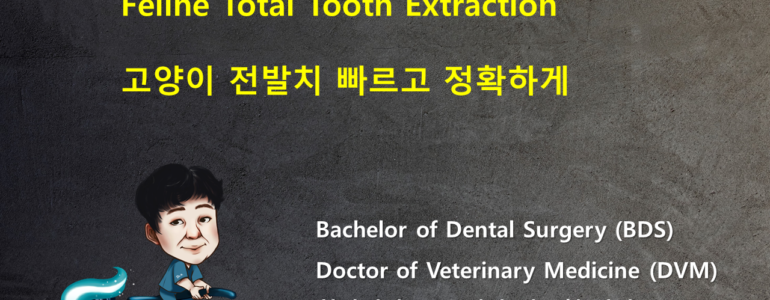 Feline Total Tooth Extraction
고양이 전발치 빠르고 정확하게
Bachelor of Dental Surgery (BDS)
Doctor of Veterinary Medicine (DVM)